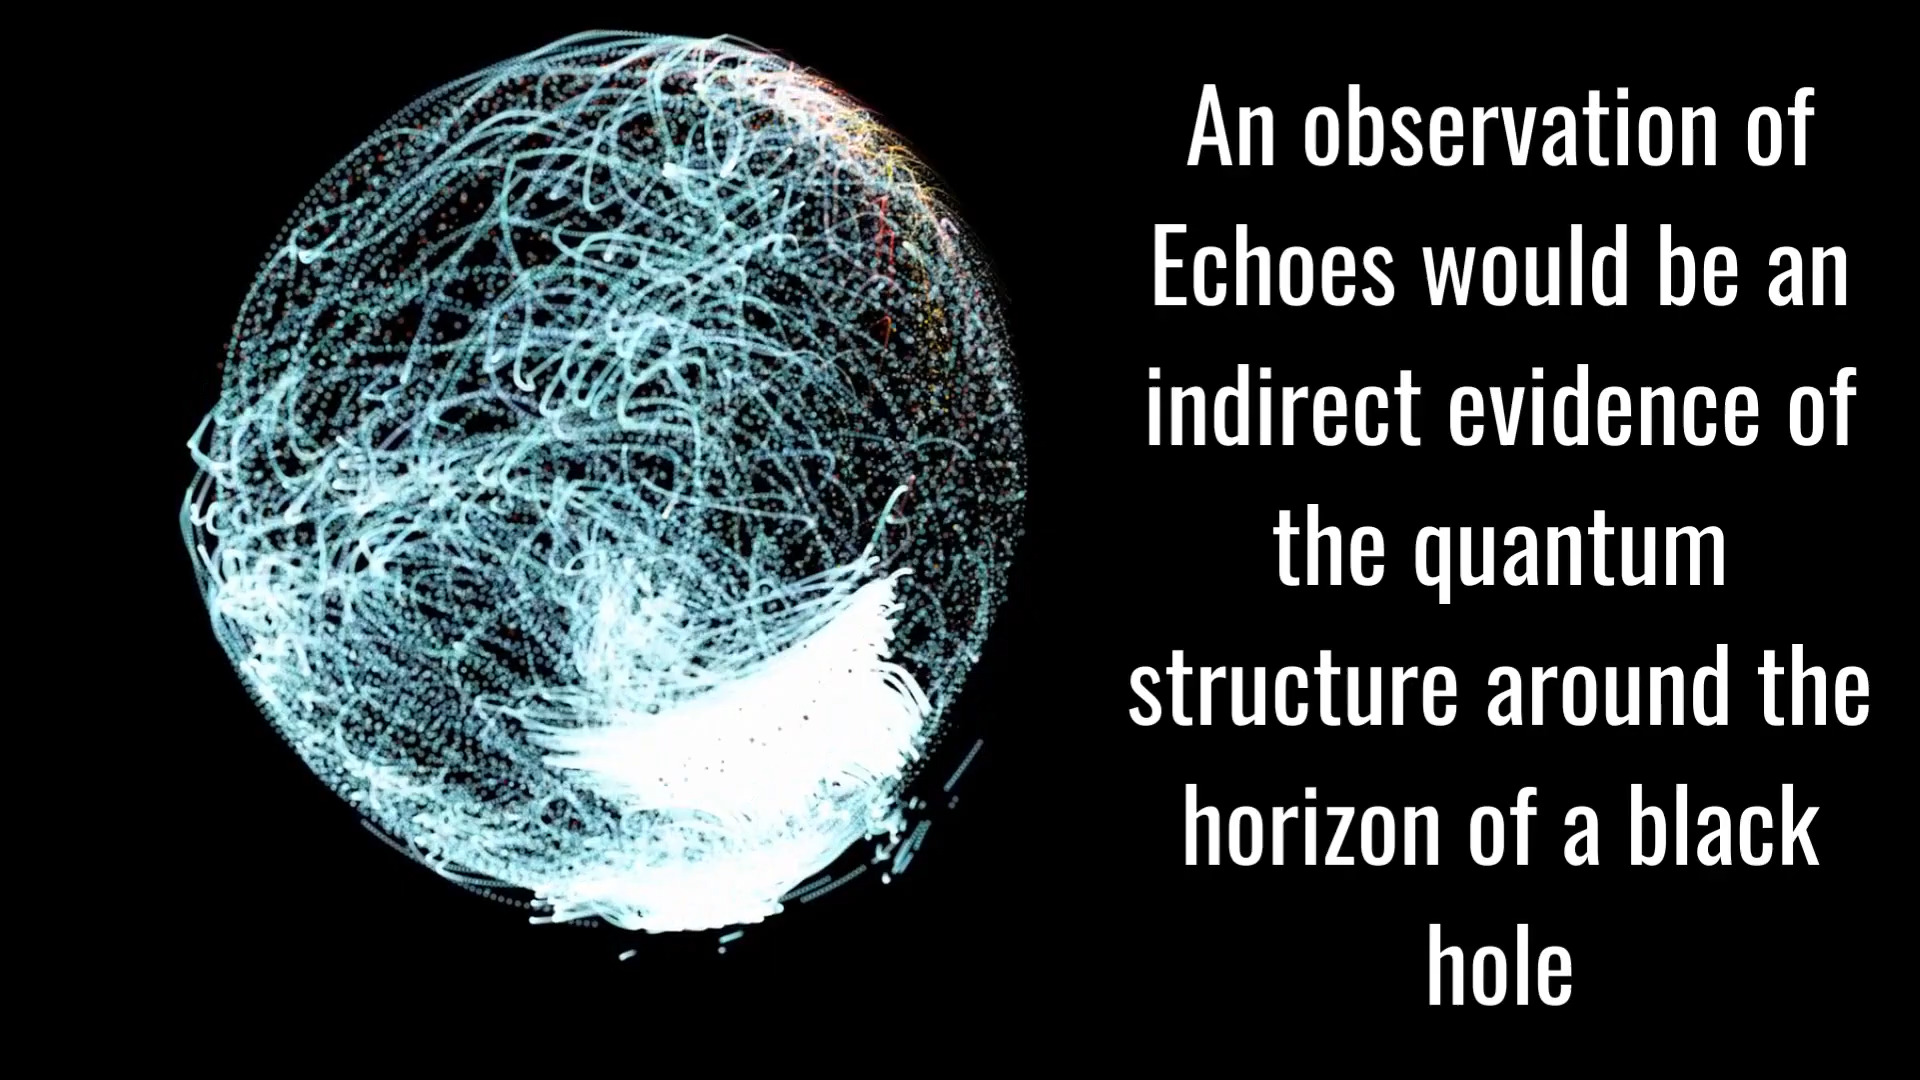 An observation of
Echoes would be an
indirect evidence of
the quantum
structure around the
horizon of a black
hole